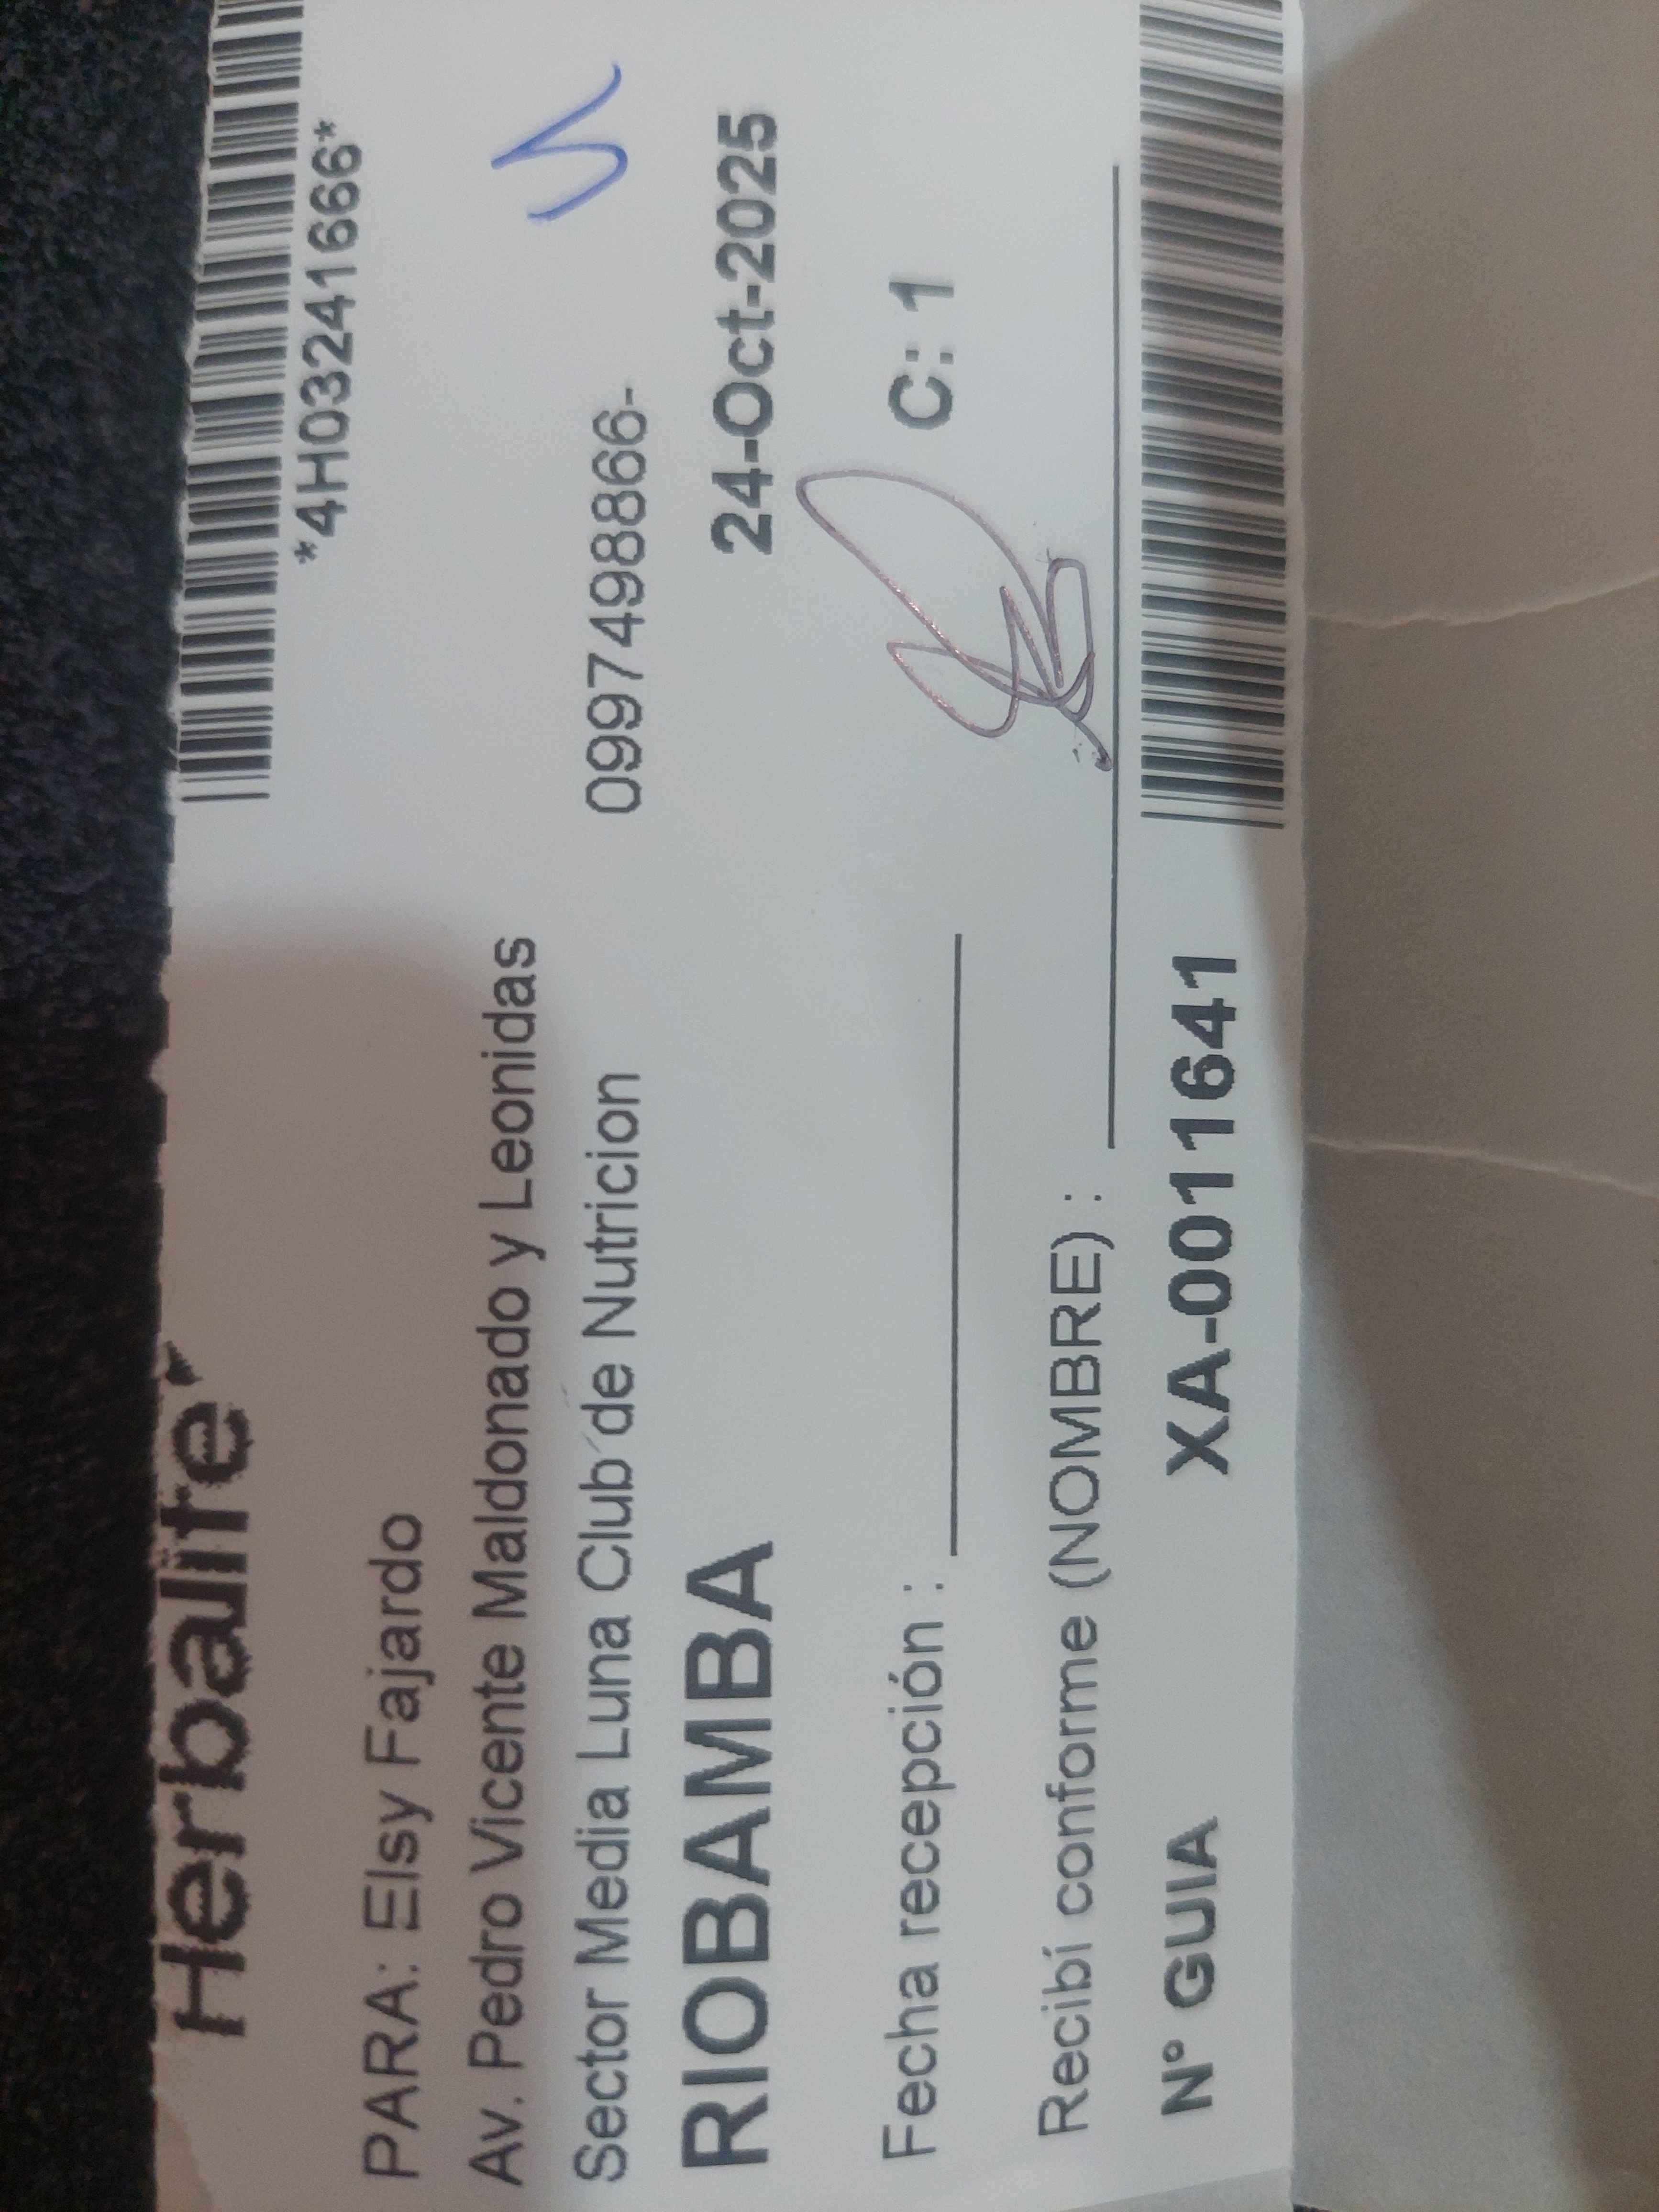 Herbalife
*4H03241666*
PARA: Elsy Fajardo
Av. Pedro Vicente Maldonado y Leonidas
Sector Media Luna Club de Nutricion 0997498866-
RIOBAMBA 24-Oct-2025
Fecha recepción : C: 1
Recibí conforme (NOMBRE) :
N° GUIA XA-0011641